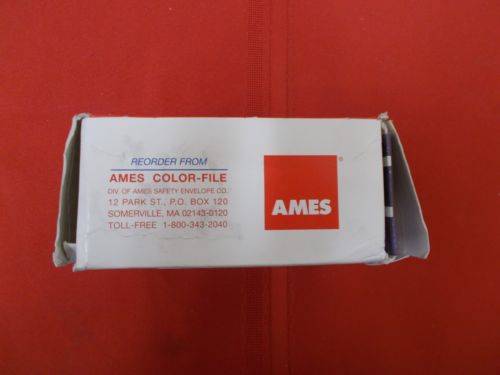 REORDER FROM
AMES COLOR-FILE
DIV. OF AMES SAFETY ENVELOPE CO.
12 PARK ST., P.O. BOX 120
SOMERVILLE, MA 02143-0120
TOLL-FREE 1-800-343-2040
AMES®